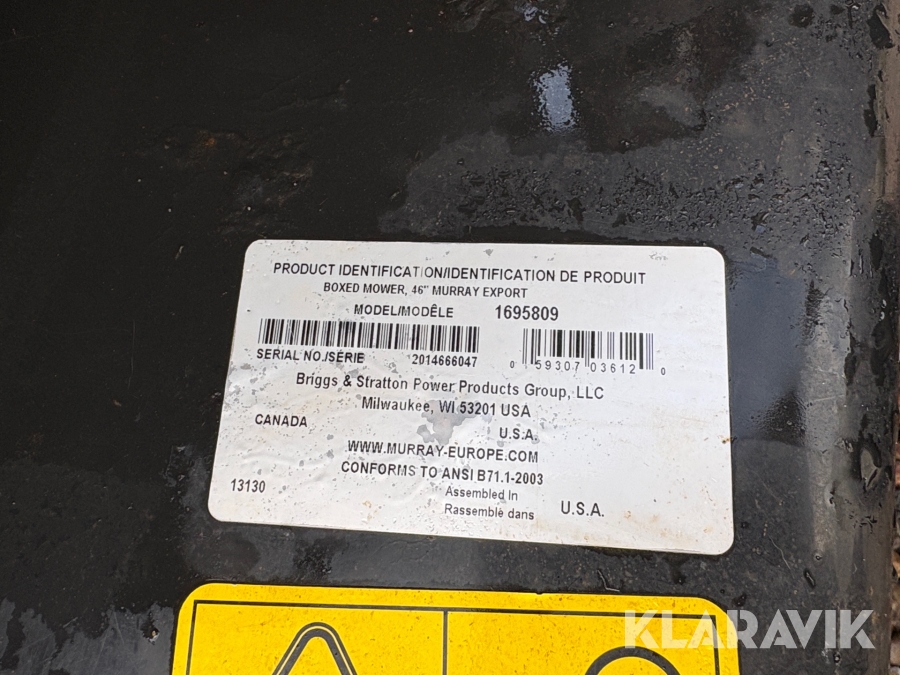 PRODUCT IDENTIFICATION/IDENTIFICATION DE PRODUIT
BOXED MOWER, 46" MURRAY EXPORT
MODEL/MODÊLE 1695809
SERIAL NO./SÉRIE 2014666047 0 59307 03612 0
Briggs & Stratton Power Products Group, LLC
Milwaukee, WI 53201 USA
CANADA U.S.A.
WWW.MURRAY-EUROPE.COM
CONFORMS TO ANSI B71.1-2003
13130 Assembled In
Rassemblé dans U.S.A.
KLARAVIK